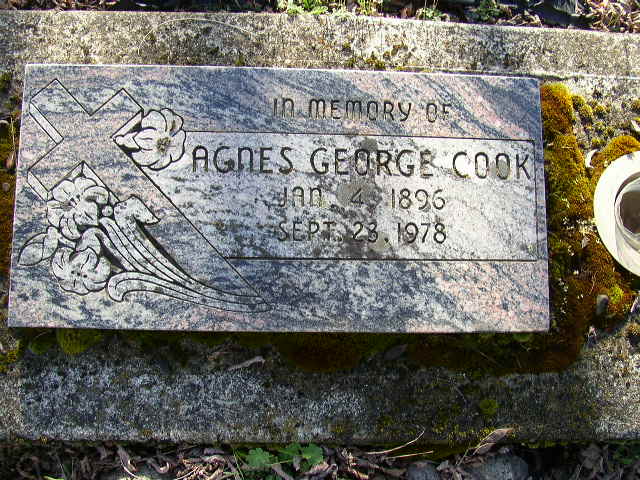 IN MEMORY OF
AGNES GEORGE COOK
JAN. 4, 1896
SEPT. 23, 1978